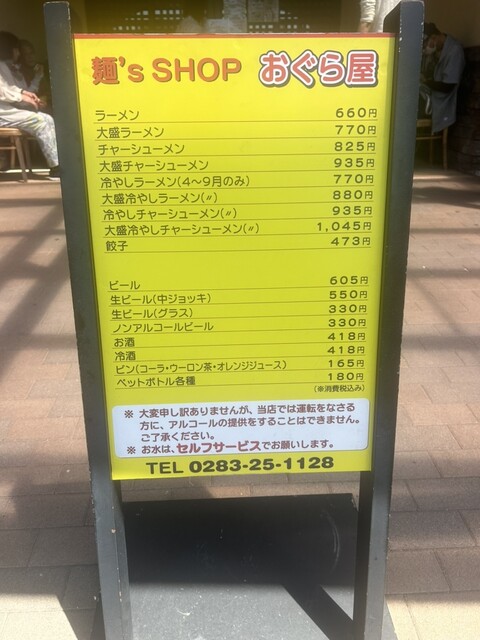 麺's SHOP おぐら屋
ラーメン 660円
大盛ラーメン 770円
チャーシューメン 825円
大盛チャーシューメン 935円
冷やしラーメン(4〜9月のみ) 770円
大盛冷やしラーメン(〃) 880円
冷やしチャーシューメン(〃) 935円
大盛冷やしチャーシューメン(〃) 1,045円
餃子 473円
ビール 605円
生ビール(中ジョッキ) 550円
生ビール(グラス) 330円
ノンアルコールビール 330円
お酒 418円
冷酒 418円
ビン(コーラ・ウーロン茶・オレンジジュース) 165円
ペットボトル各種 180円
(※消費税込み)
※ 大変申し訳ありませんが、当店では運転をなさる
方に、アルコールの提供をすることはできません。
ご了承ください。
※ お水は、セルフサービスでお願いします。
TEL 0283-25-1128